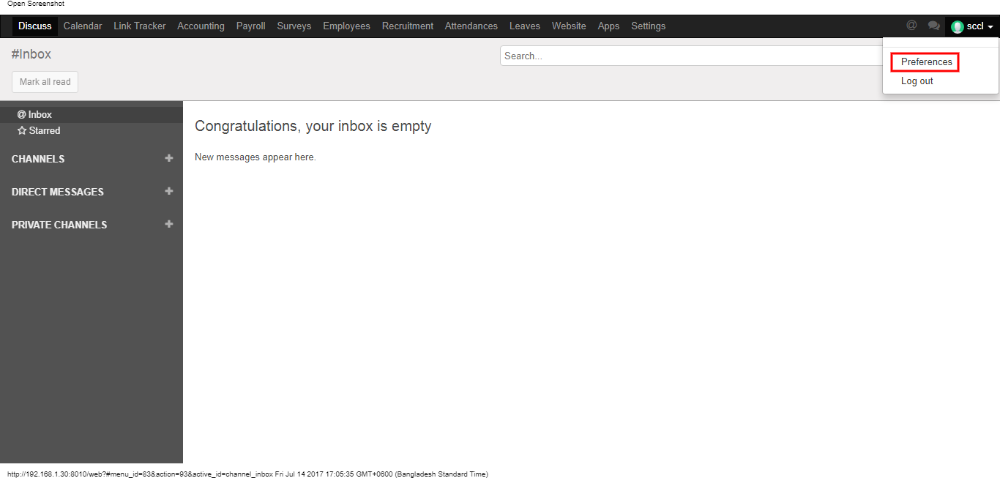 Open Screenshot
Discuss Calendar Link Tracker Accounting Payroll Surveys Employees Recruitment Attendances Leaves Website Apps Settings @ sccl
#Inbox
Search...
Mark all read
Preferences
Log out
@ Inbox
Starred
CHANNELS +
DIRECT MESSAGES +
PRIVATE CHANNELS +
Congratulations, your inbox is empty
New messages appear here.
http://192.168.1.30:8010/web?#menu_id=83&action=93&active_id=channel_inbox Fri Jul 14 2017 17:05:35 GMT+0600 (Bangladesh Standard Time)